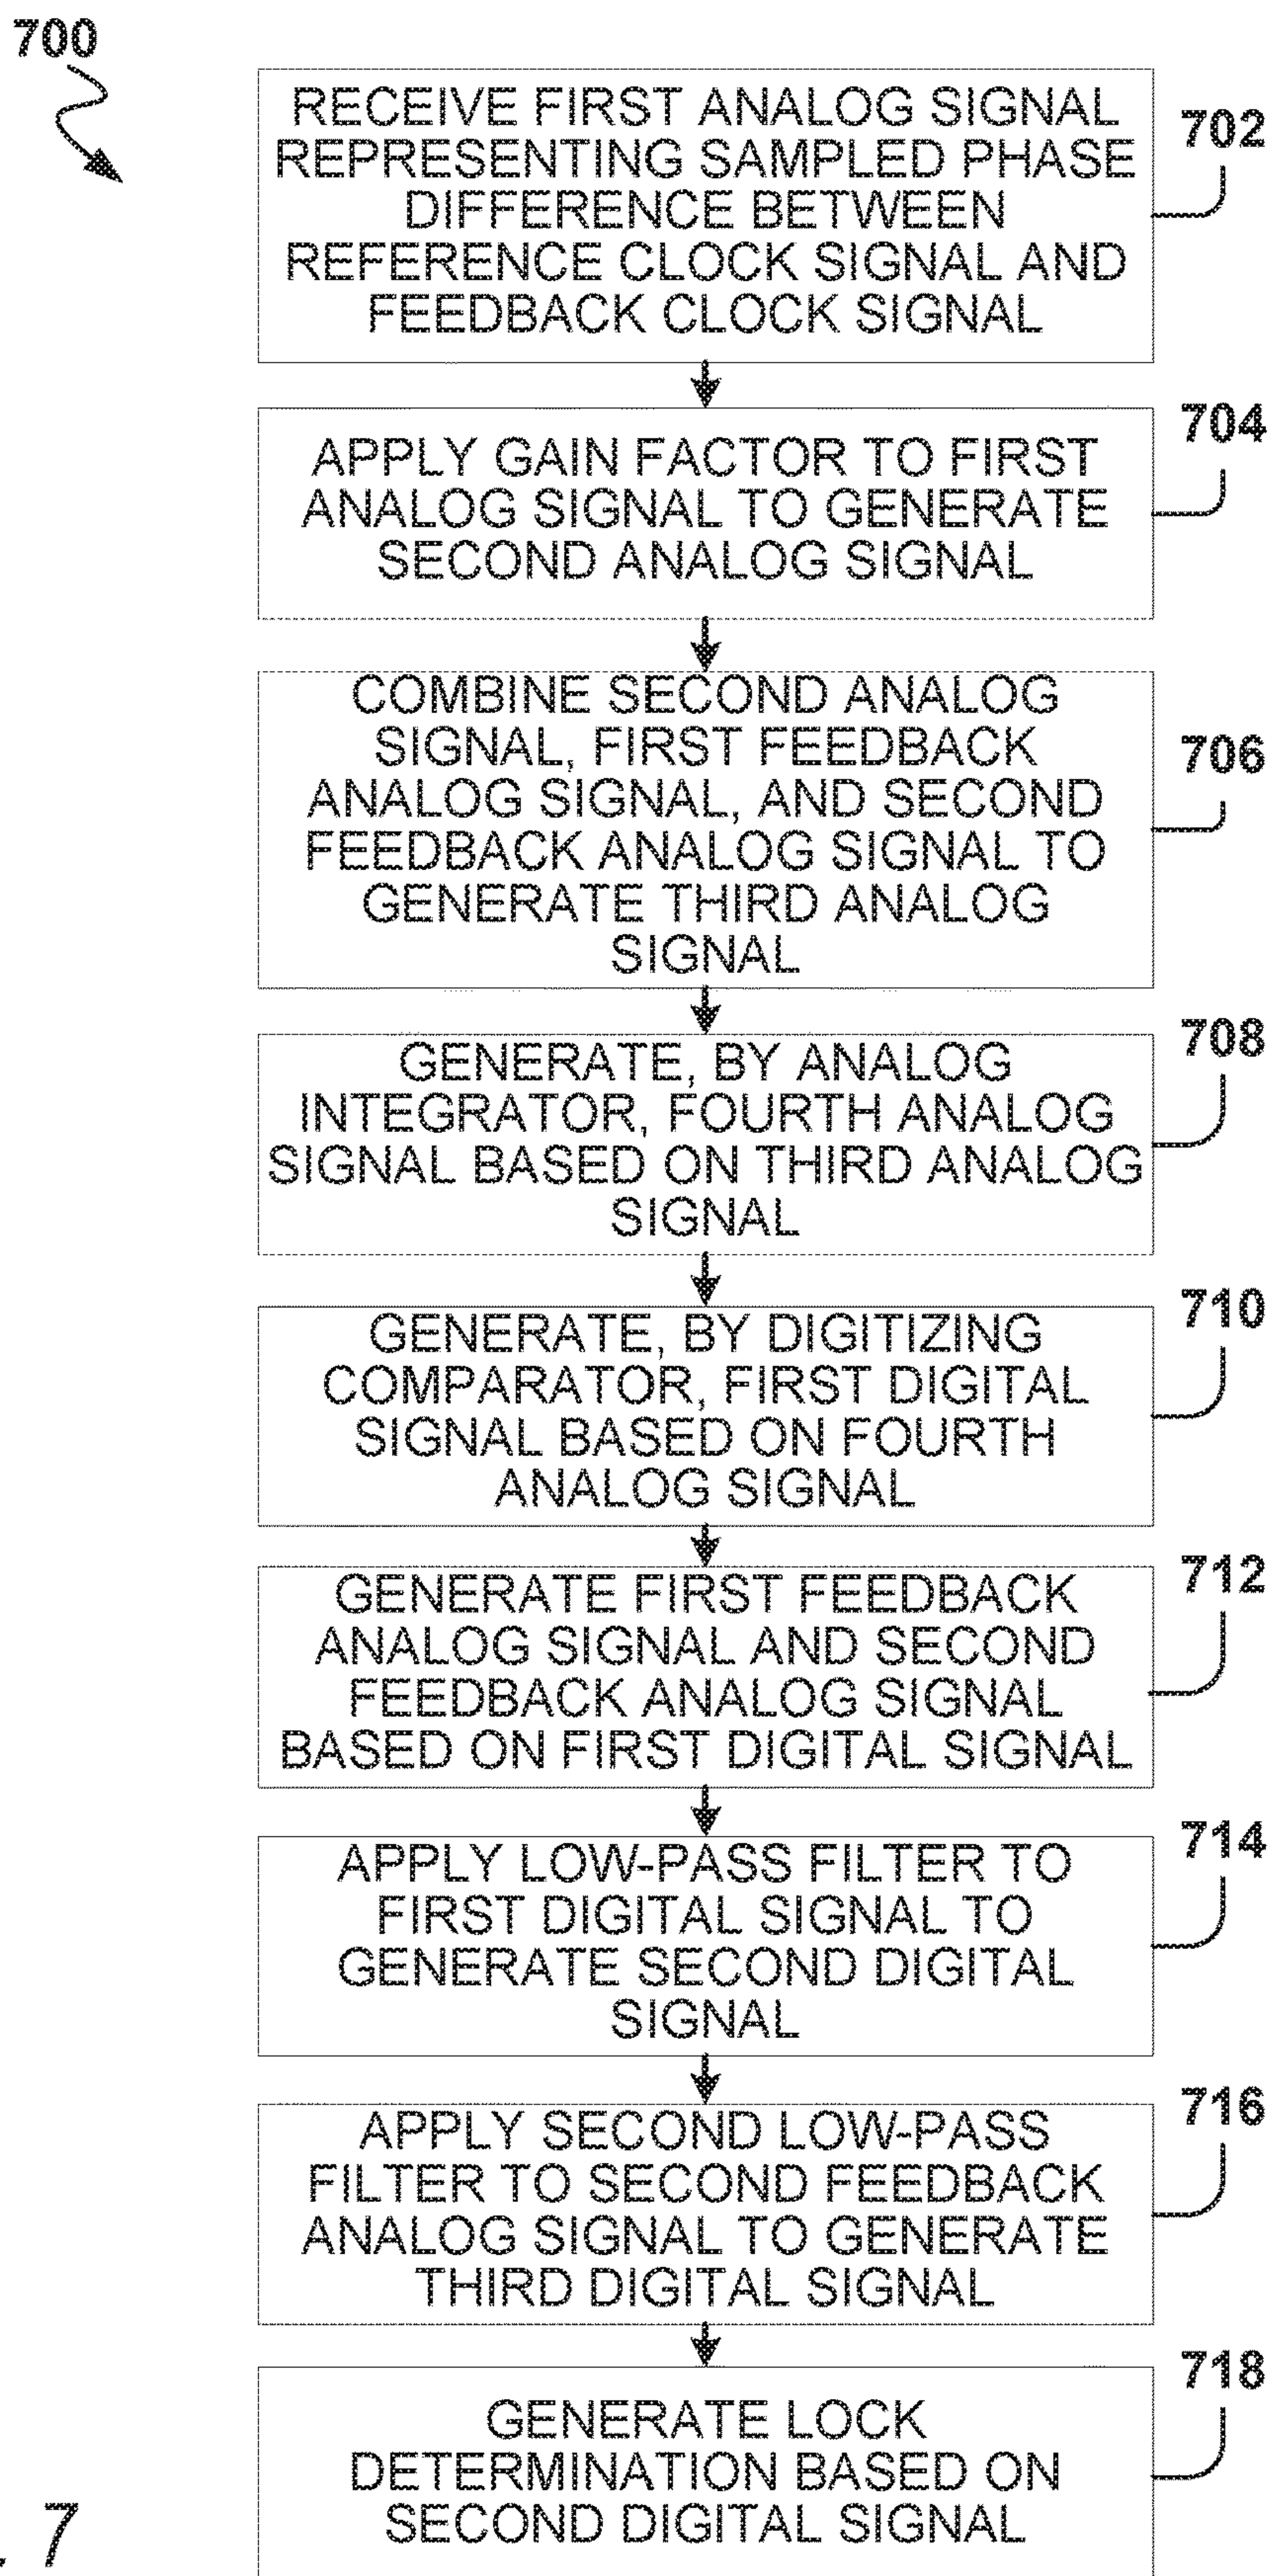 700
RECEIVE FIRST ANALOG SIGNAL
REPRESENTING SAMPLED PHASE
DIFFERENCE BETWEEN
REFERENCE CLOCK SIGNAL AND
FEEDBACK CLOCK SIGNAL
702
APPLY GAIN FACTOR TO FIRST
ANALOG SIGNAL TO GENERATE
SECOND ANALOG SIGNAL
704
COMBINE SECOND ANALOG
SIGNAL, FIRST FEEDBACK
ANALOG SIGNAL, AND SECOND
FEEDBACK ANALOG SIGNAL TO
GENERATE THIRD ANALOG
SIGNAL
706
GENERATE, BY ANALOG
INTEGRATOR, FOURTH ANALOG
SIGNAL BASED ON THIRD ANALOG
SIGNAL
708
GENERATE, BY DIGITIZING
COMPARATOR, FIRST DIGITAL
SIGNAL BASED ON FOURTH
ANALOG SIGNAL
710
GENERATE FIRST FEEDBACK
ANALOG SIGNAL AND SECOND
FEEDBACK ANALOG SIGNAL
BASED ON FIRST DIGITAL SIGNAL
712
APPLY LOW-PASS FILTER TO
FIRST DIGITAL SIGNAL TO
GENERATE SECOND DIGITAL
SIGNAL
714
APPLY SECOND LOW-PASS
FILTER TO SECOND FEEDBACK
ANALOG SIGNAL TO GENERATE
THIRD DIGITAL SIGNAL
716
GENERATE LOCK
DETERMINATION BASED ON
SECOND DIGITAL SIGNAL
718
. 7